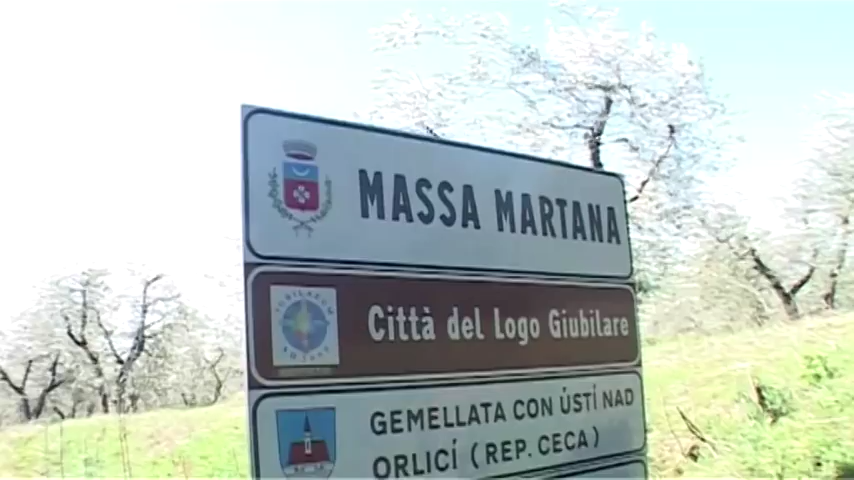 MASSA MARTANA
Città del Logo Giubilare
GEMELLATA CON ÚSTÍ NAD
ORLICÍ (REP. CECA)